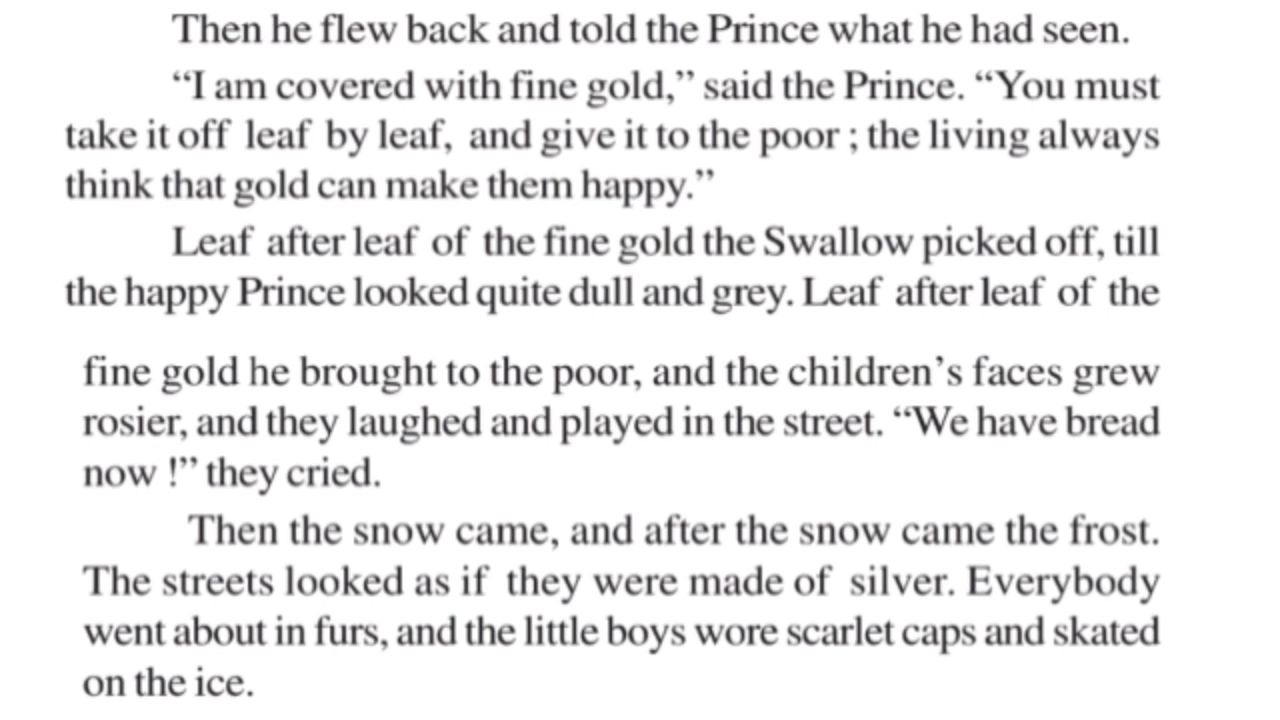 Then he flew back and told the Prince what he had seen.
“I am covered with fine gold,” said the Prince. “You must
take it off leaf by leaf, and give it to the poor ; the living always
think that gold can make them happy.”
Leaf after leaf of the fine gold the Swallow picked off, till
the happy Prince looked quite dull and grey. Leaf after leaf of the
fine gold he brought to the poor, and the children’s faces grew
rosier, and they laughed and played in the street. “We have bread
now !” they cried.
Then the snow came, and after the snow came the frost.
The streets looked as if they were made of silver. Everybody
went about in furs, and the little boys wore scarlet caps and skated
on the ice.